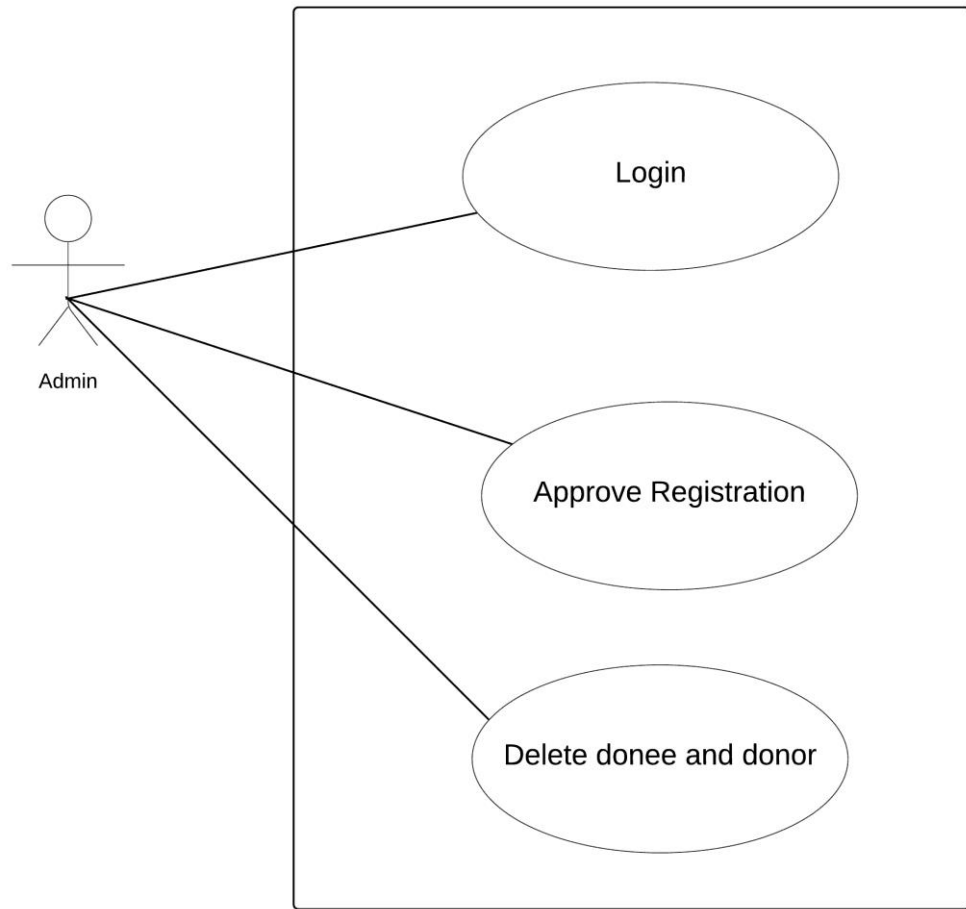 Login
Admin
Approve Registration
Delete donee and donor